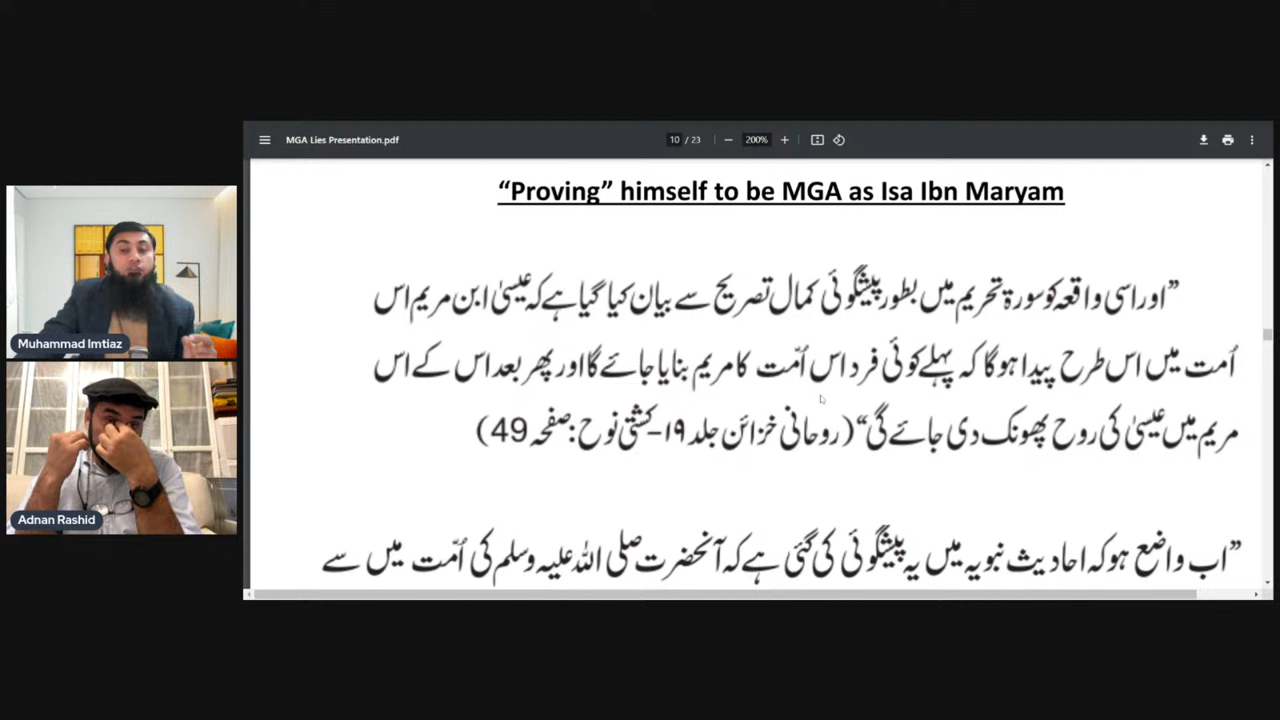 MGA Lies Presentation.pdf
10 / 23
200%
“Proving” himself to be MGA as Isa Ibn Maryam
”اور اسی واقعہ کو سورۃ تحریم میں بطور پیشگوئی کمال تصریح سے بیان کیا گیا ہے کہ عیسیٰ ابن مریم اس
اُمت میں اس طرح پیدا ہوگا کہ پہلے کوئی فرد اس اُمّت کا مریم بنایا جائے گا اور پھر بعد اس کے اس
مریم میں عیسیٰ کی روح پھونک دی جائے گی“ (روحانی خزائن جلد ۱۹-کشتی نوح: صفحہ 49)
”اب واضع ہو کہ احادیث نبویہ میں یہ پیشگوئی کی گئی ہے کہ آنحضرت صلی اللہ علیہ وسلم کی اُمّت میں سے
Muhammad Imtiaz
Adnan Rashid